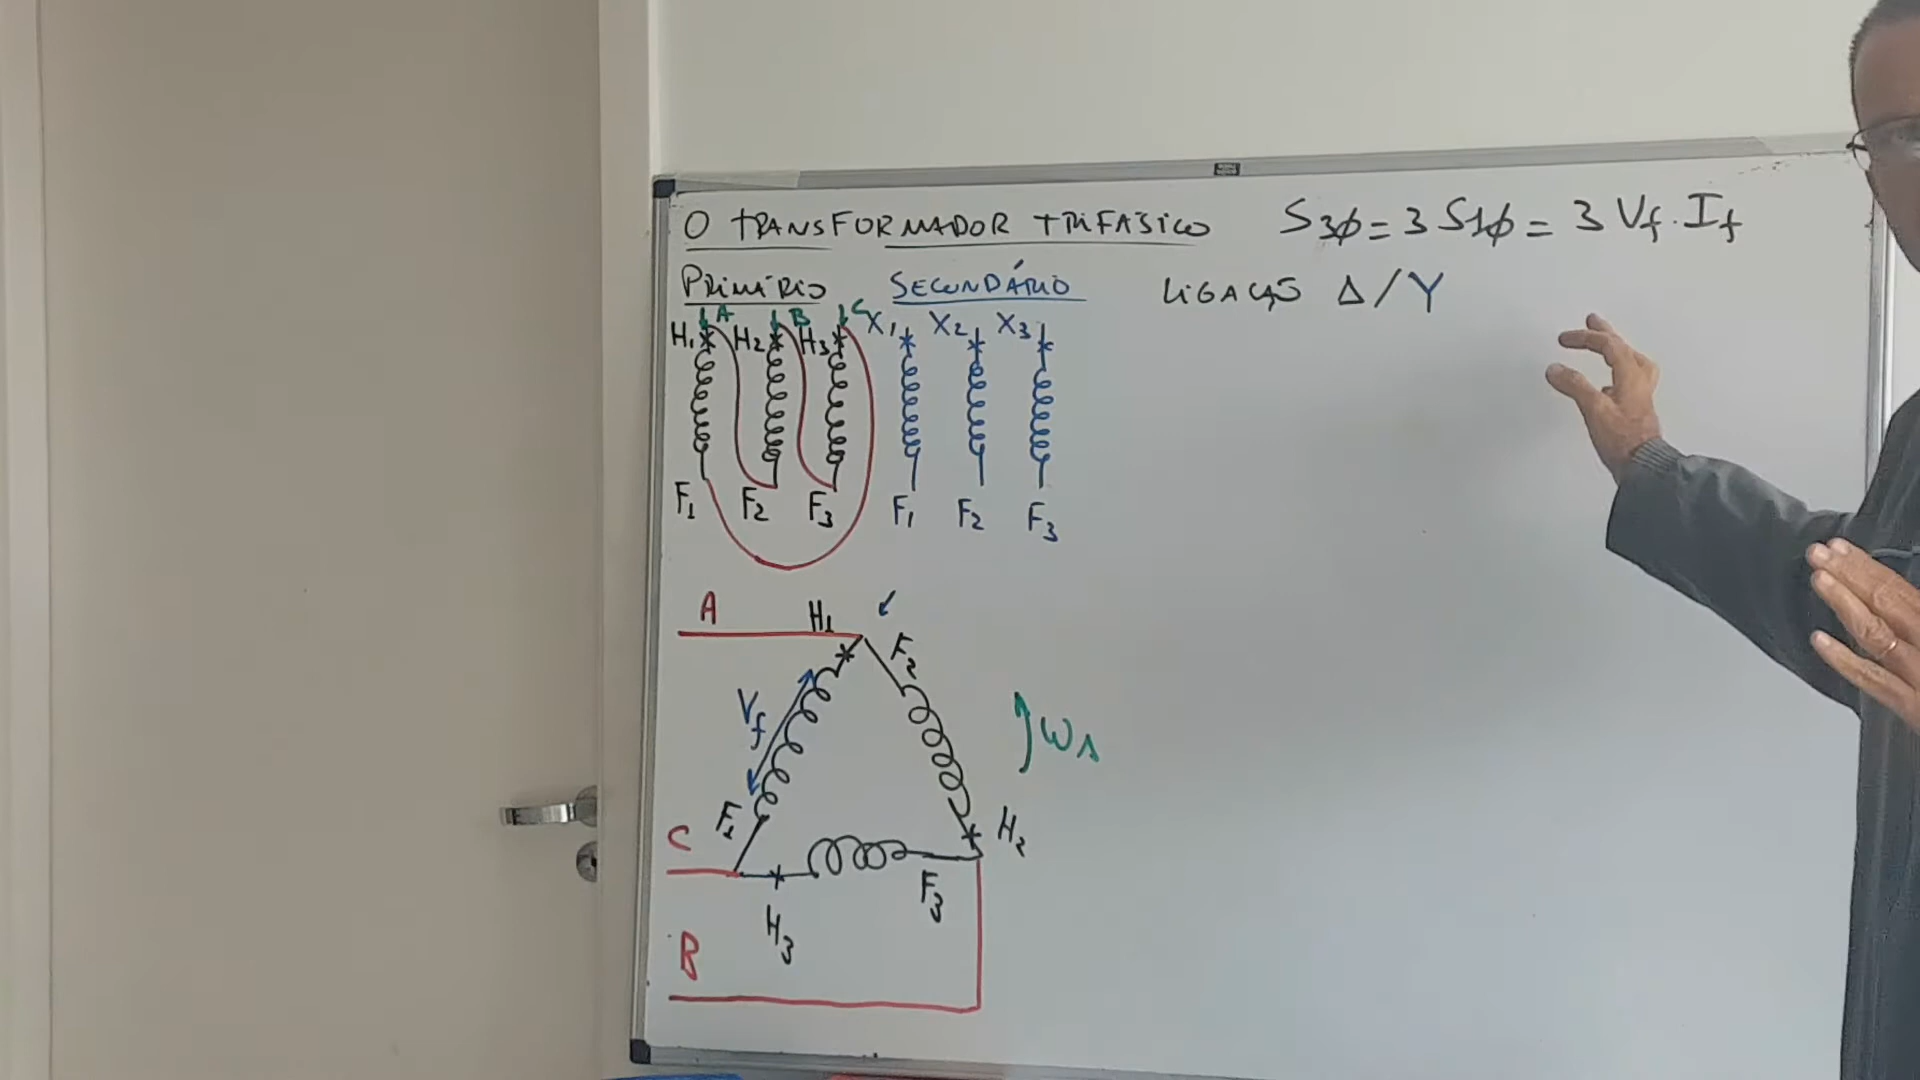 O TRANSFORMADOR TRIFÁSICO
S3ϕ = 3 S1ϕ = 3 Vf . If
PRIMÁRIO
SECUNDÁRIO
LIGAÇÃO Δ/Y
A B C
H1 H2 H3
X1 X2 X3
F1 F2 F3
F1 F2 F3
A
H1
F2
Vf
ωs
F1
H2
C
F3
H3
B